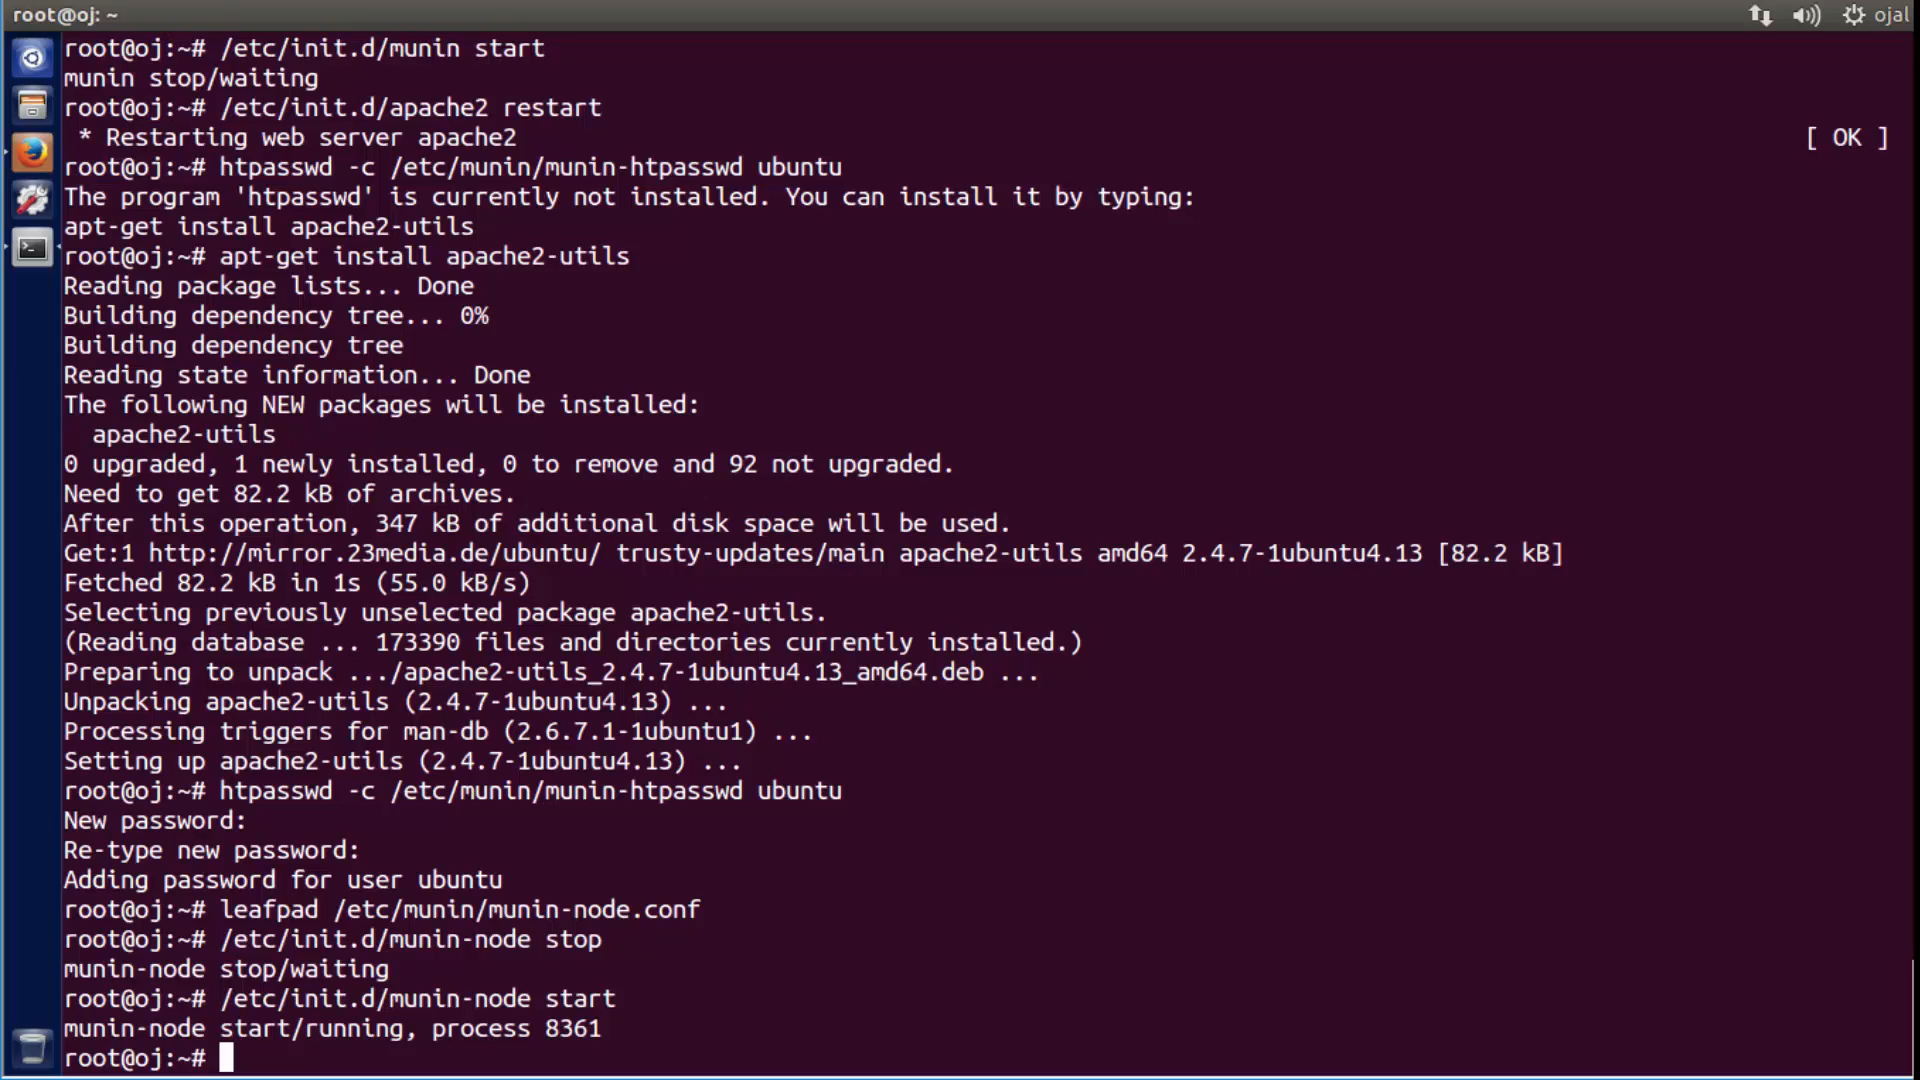 root@oj: ~
ojal
root@oj:~# /etc/init.d/munin start
munin stop/waiting
root@oj:~# /etc/init.d/apache2 restart
 * Restarting web server apache2 [ OK ]
root@oj:~# htpasswd -c /etc/munin/munin-htpasswd ubuntu
The program 'htpasswd' is currently not installed. You can install it by typing:
apt-get install apache2-utils
root@oj:~# apt-get install apache2-utils
Reading package lists... Done
Building dependency tree... 0%
Building dependency tree
Reading state information... Done
The following NEW packages will be installed:
  apache2-utils
0 upgraded, 1 newly installed, 0 to remove and 92 not upgraded.
Need to get 82.2 kB of archives.
After this operation, 347 kB of additional disk space will be used.
Get:1 http://mirror.23media.de/ubuntu/ trusty-updates/main apache2-utils amd64 2.4.7-1ubuntu4.13 [82.2 kB]
Fetched 82.2 kB in 1s (55.0 kB/s)
Selecting previously unselected package apache2-utils.
(Reading database ... 173390 files and directories currently installed.)
Preparing to unpack .../apache2-utils_2.4.7-1ubuntu4.13_amd64.deb ...
Unpacking apache2-utils (2.4.7-1ubuntu4.13) ...
Processing triggers for man-db (2.6.7.1-1ubuntu1) ...
Setting up apache2-utils (2.4.7-1ubuntu4.13) ...
root@oj:~# htpasswd -c /etc/munin/munin-htpasswd ubuntu
New password:
Re-type new password:
Adding password for user ubuntu
root@oj:~# leafpad /etc/munin/munin-node.conf
root@oj:~# /etc/init.d/munin-node stop
munin-node stop/waiting
root@oj:~# /etc/init.d/munin-node start
munin-node start/running, process 8361
root@oj:~#